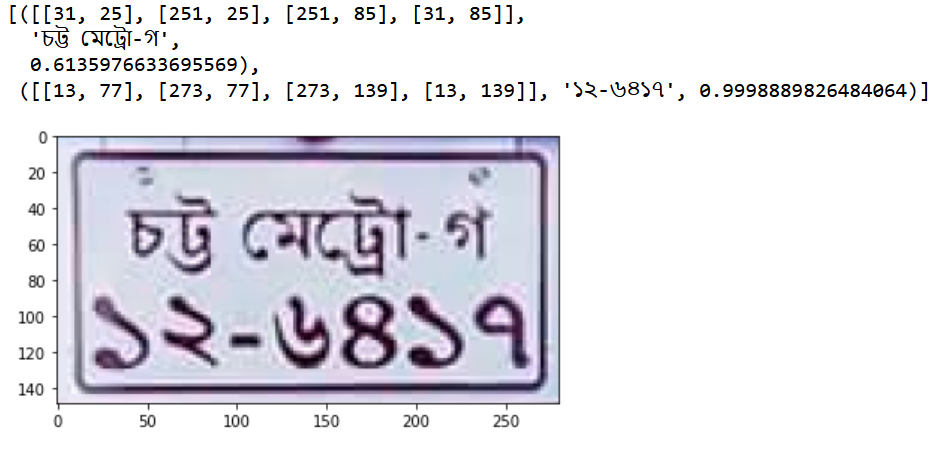 [([[31, 25], [251, 25], [251, 85], [31, 85]],
'চট্ট মেট্রো-গ',
0.6135976633695569),
([[13, 77], [273, 77], [273, 139], [13, 139]], '১২-৬৪১৭', 0.9998889826484064)]
0
20
40
60
80
100
120
140
চট্ট মেট্রো-গ
১২-৬৪১৭
0 50 100 150 200 250